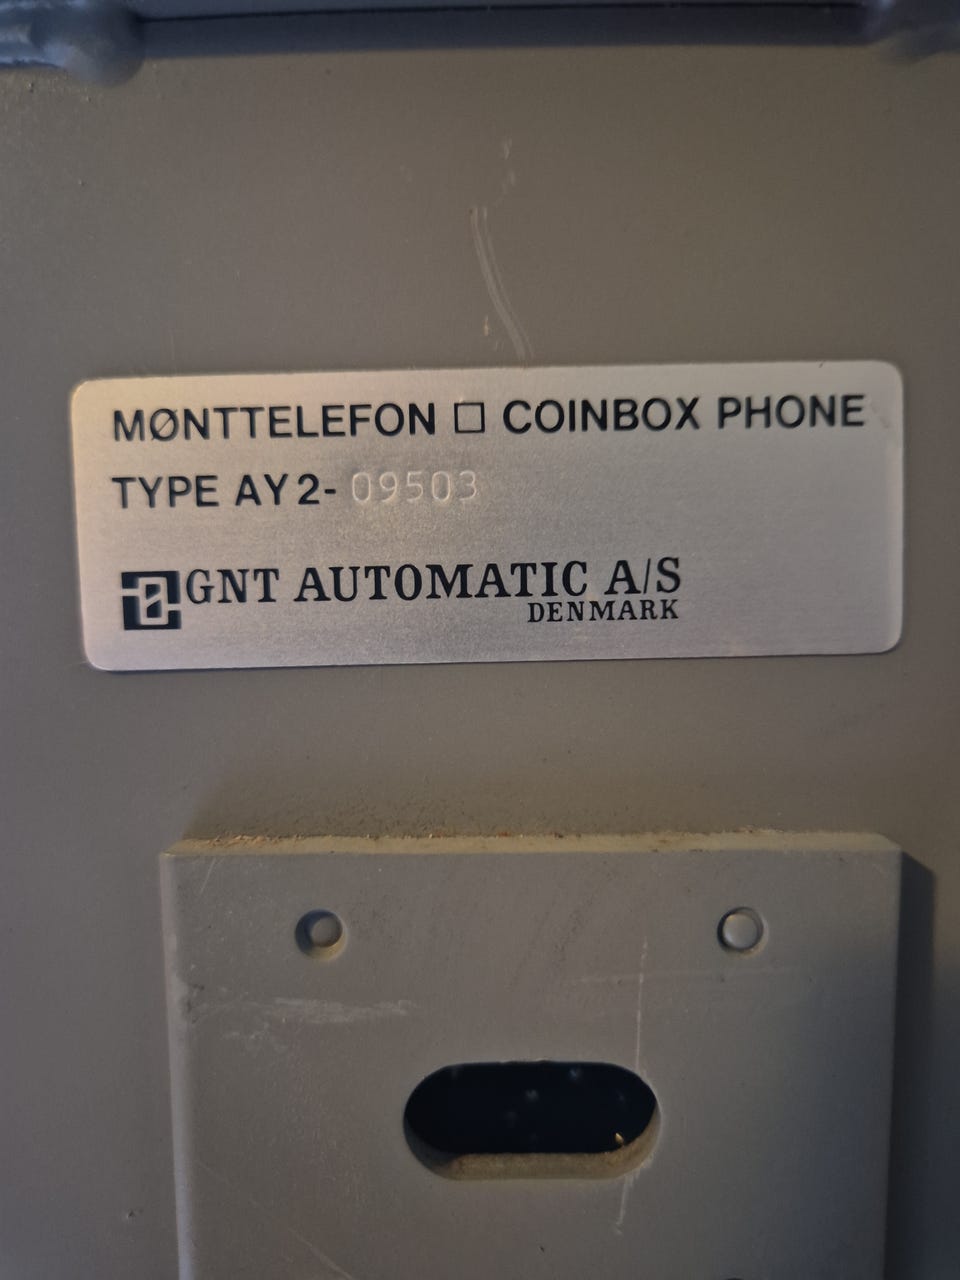 MØNTTELEFON □ COINBOX PHONE
TYPE AY2-09503
GNT AUTOMATIC A/S
DENMARK